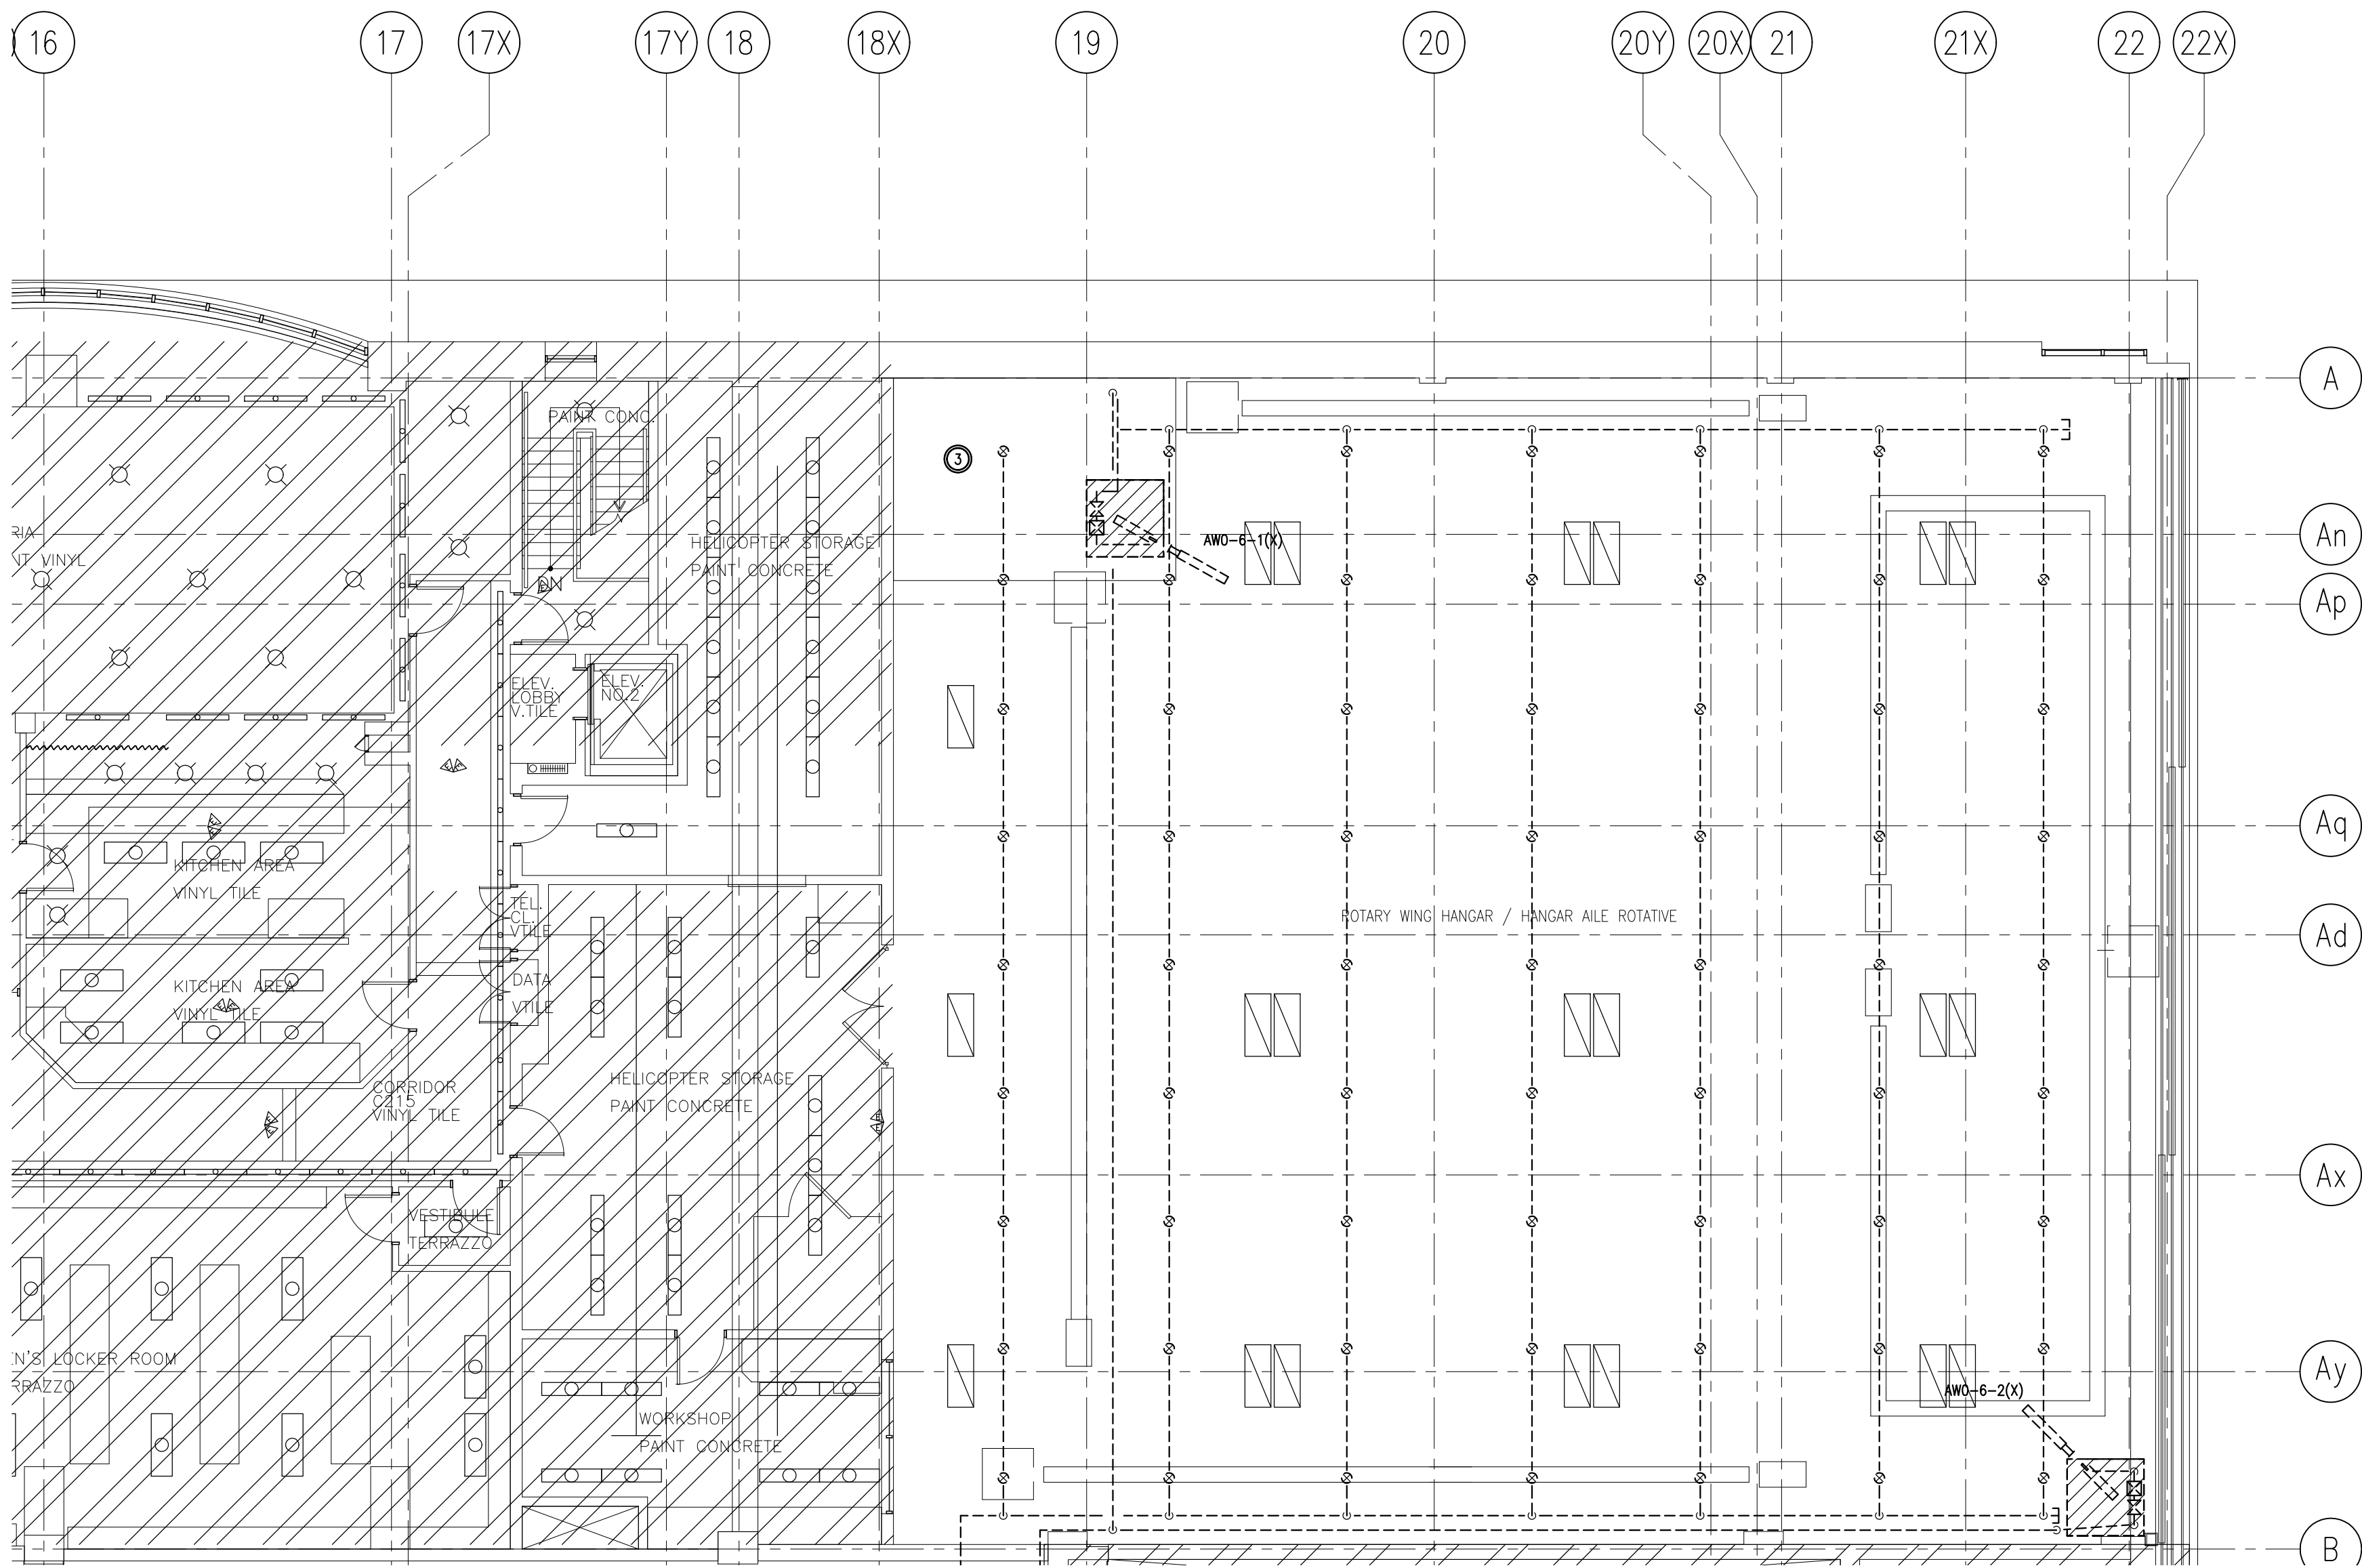 16
17
17X
17Y
18
18X
19
20
20Y
20X
21
21X
22
22X
A
PAINT CONC.
3
RIA
NT VINYL
HELICOPTER STORAGE
PAINT CONCRETE
AWO-6-1(X)
An
DN
Ap
ELEV.
LOBBY
V.TILE
ELEV.
NO.2
Aq
KITCHEN AREA
VINYL TILE
TEL.
CL.
VTILE
ROTARY WING HANGAR / HANGAR AILE ROTATIVE
Ad
KITCHEN AREA
VINYL TILE
DATA
VTILE
CORRIDOR
C215
VINYL TILE
HELICOPTER STORAGE
PAINT CONCRETE
Ax
VESTIBULE
TERRAZZO
EN'S LOCKER ROOM
RRAZZO
Ay
AWO-6-2(X)
WORKSHOP
PAINT CONCRETE
B